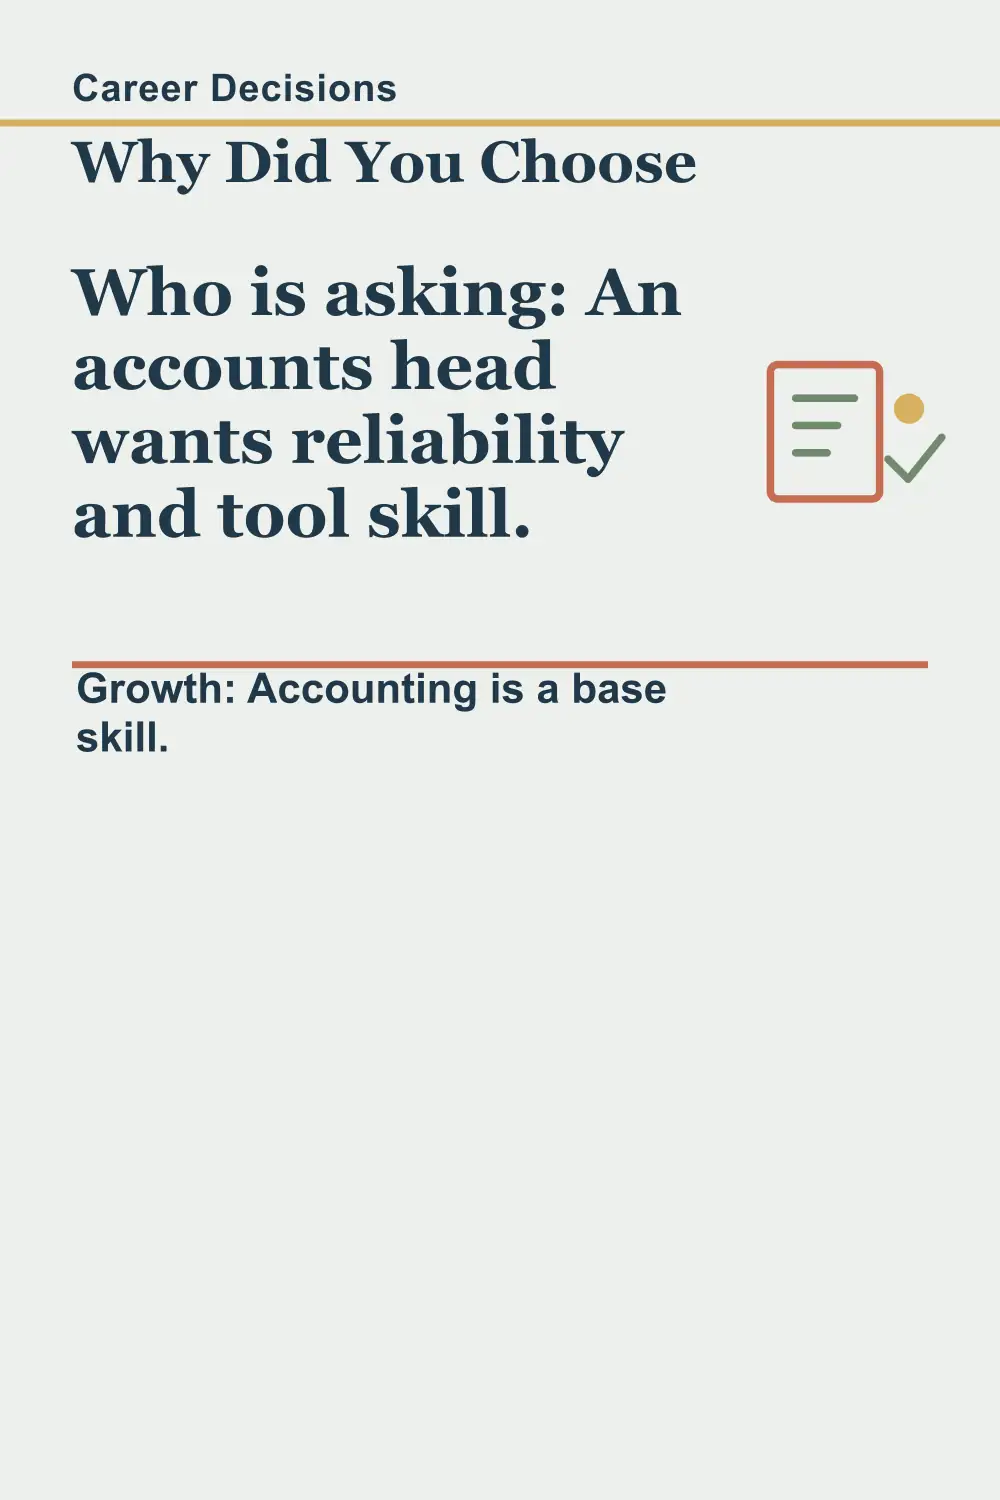 Career Decisions
Why Did You Choose
Who is asking: An
accounts head
wants reliability
and tool skill.
Growth: Accounting is a base
skill.